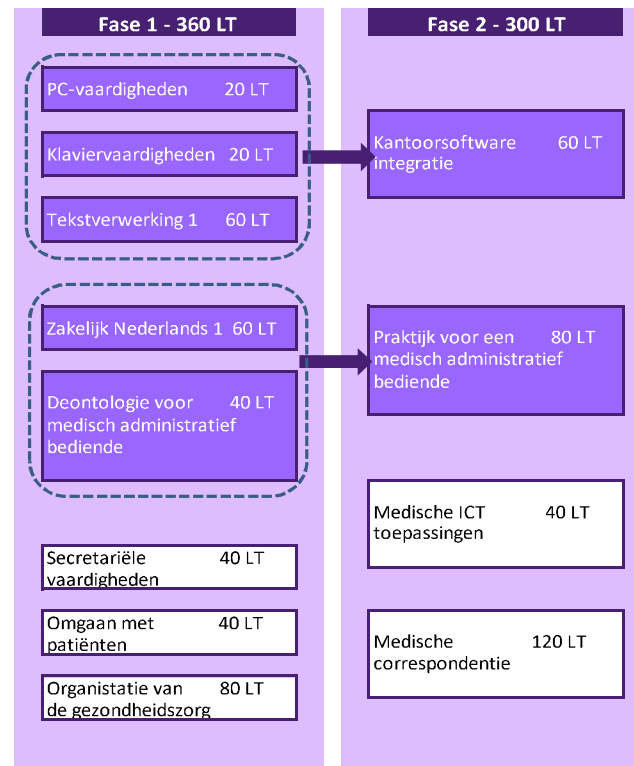 Fase 1 - 360 LT
PC-vaardigheden 20 LT
Klaviervaardigheden 20 LT
Tekstverwerking 1 60 LT
Zakelijk Nederlands 1 60 LT
Deontologie voor 40 LT
medisch administratief
bediende
Secretariële 40 LT
vaardigheden
Omgaan met 40 LT
patiënten
Organistatie van 80 LT
de gezondheidszorg
Fase 2 - 300 LT
Kantoorsoftware 60 LT
integratie
Praktijk voor een 80 LT
medisch administratief
bediende
Medische ICT 40 LT
toepassingen
Medische 120 LT
correspondentie